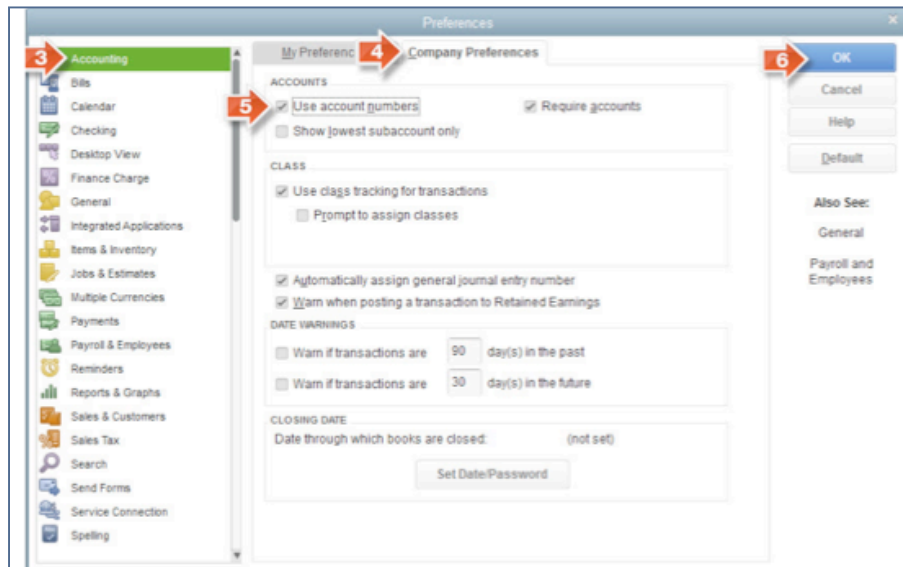 Preferences
3 Accounting
Bills
Calendar
Checking
Desktop View
Finance Charge
General
Integrated Applications
Items & Inventory
Jobs & Estimates
Multiple Currencies
Payments
Payroll & Employees
Reminders
Reports & Graphs
Sales & Customers
Sales Tax
Search
Send Forms
Service Connection
Spelling
My Preferenc 4 Company Preferences
ACCOUNTS
5 Use account numbers Require accounts
Show lowest subaccount only
CLASS
Use class tracking for transactions
Prompt to assign classes
Automatically assign general journal entry number
Warn when posting a transaction to Retained Earnings
DATE WARNINGS
Warn if transactions are 90 day(s) in the past
Warn if transactions are 30 day(s) in the future
CLOSING DATE
Date through which books are closed: (not set)
Set Date/Password
6 OK
Cancel
Help
Default
Also See:
General
Payroll and
Employees